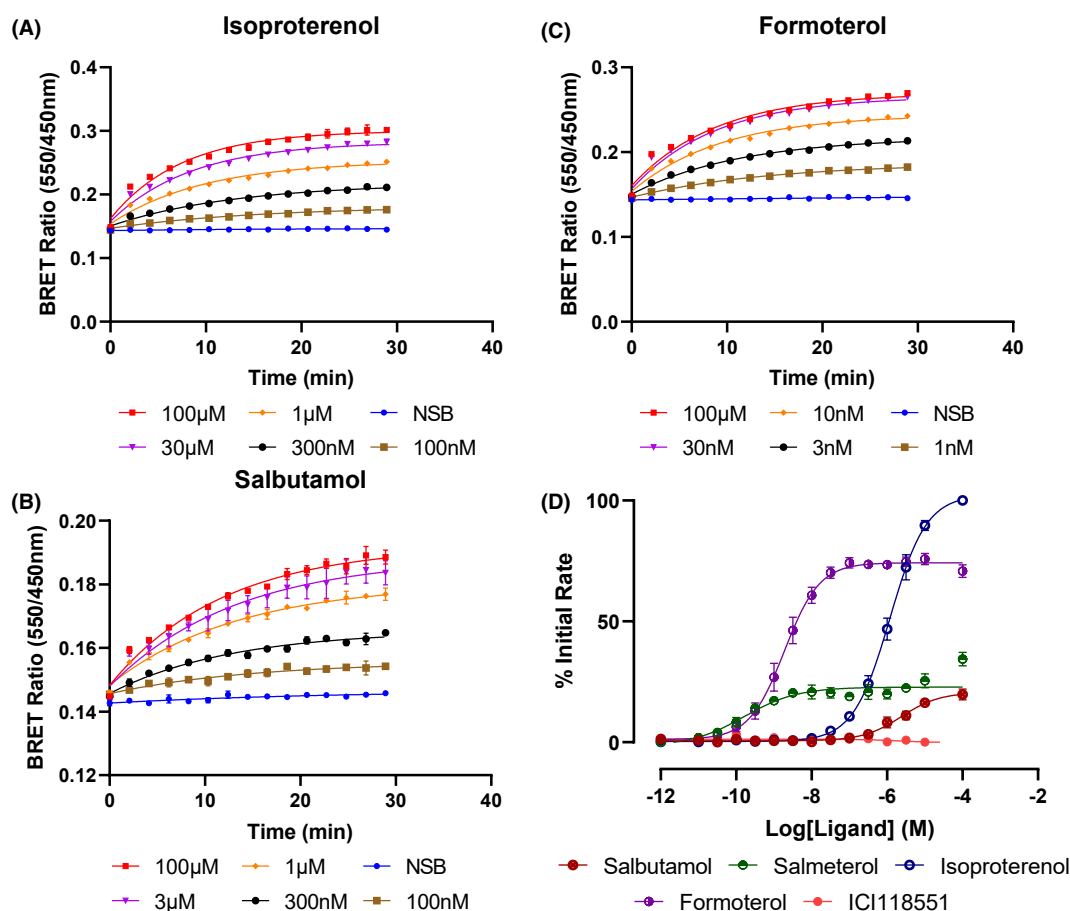 (A)
Isoproterenol
BRET Ratio (550/450nm)
0.4
0.3
0.2
0.1
0.0
0 10 20 30 40
Time (min)
100µM 1µM NSB
30µM 300nM 100nM
(C)
Formoterol
BRET Ratio (550/450nm)
0.3
0.2
0.1
0.0
0 10 20 30 40
Time (min)
100µM 10nM NSB
30nM 3nM 1nM
(B)
Salbutamol
BRET Ratio (550/450nm)
0.20
0.18
0.16
0.14
0.12
0 10 20 30 40
Time (min)
100µM 1µM NSB
3µM 300nM 100nM
(D)
% Initial Rate
100
50
0
-12 -10 -8 -6 -4 -2
Log[Ligand] (M)
Salbutamol Salmeterol Isoproterenol
Formoterol ICI118551